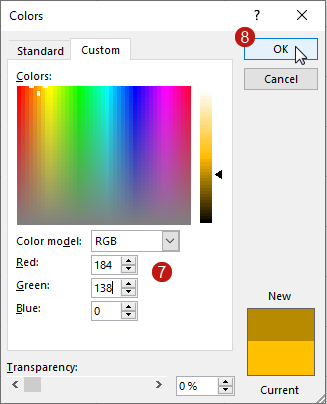 Colors ? ×
Standard Custom 8 OK
Cancel
Colors:
Color model: RGB
Red: 184
Green: 138 7
Blue: 0
New
Transparency:
0 %
Current